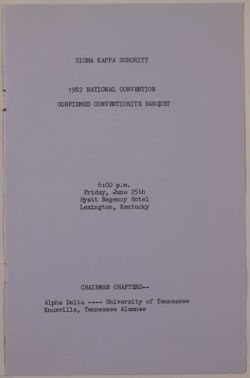 SIGMA KAPPA SORORITY
1982 NATIONAL CONVENTION
CONFIRMED CONVENTIONITE BANQUET
6:00 p.m.
Friday, June 25th
Hyatt Regency Hotel
Lexington, Kentucky
CHAIRMAN CHAPTERS--
Alpha Delta ---- University of Tennessee
Knoxville, Tennessee Alumnae